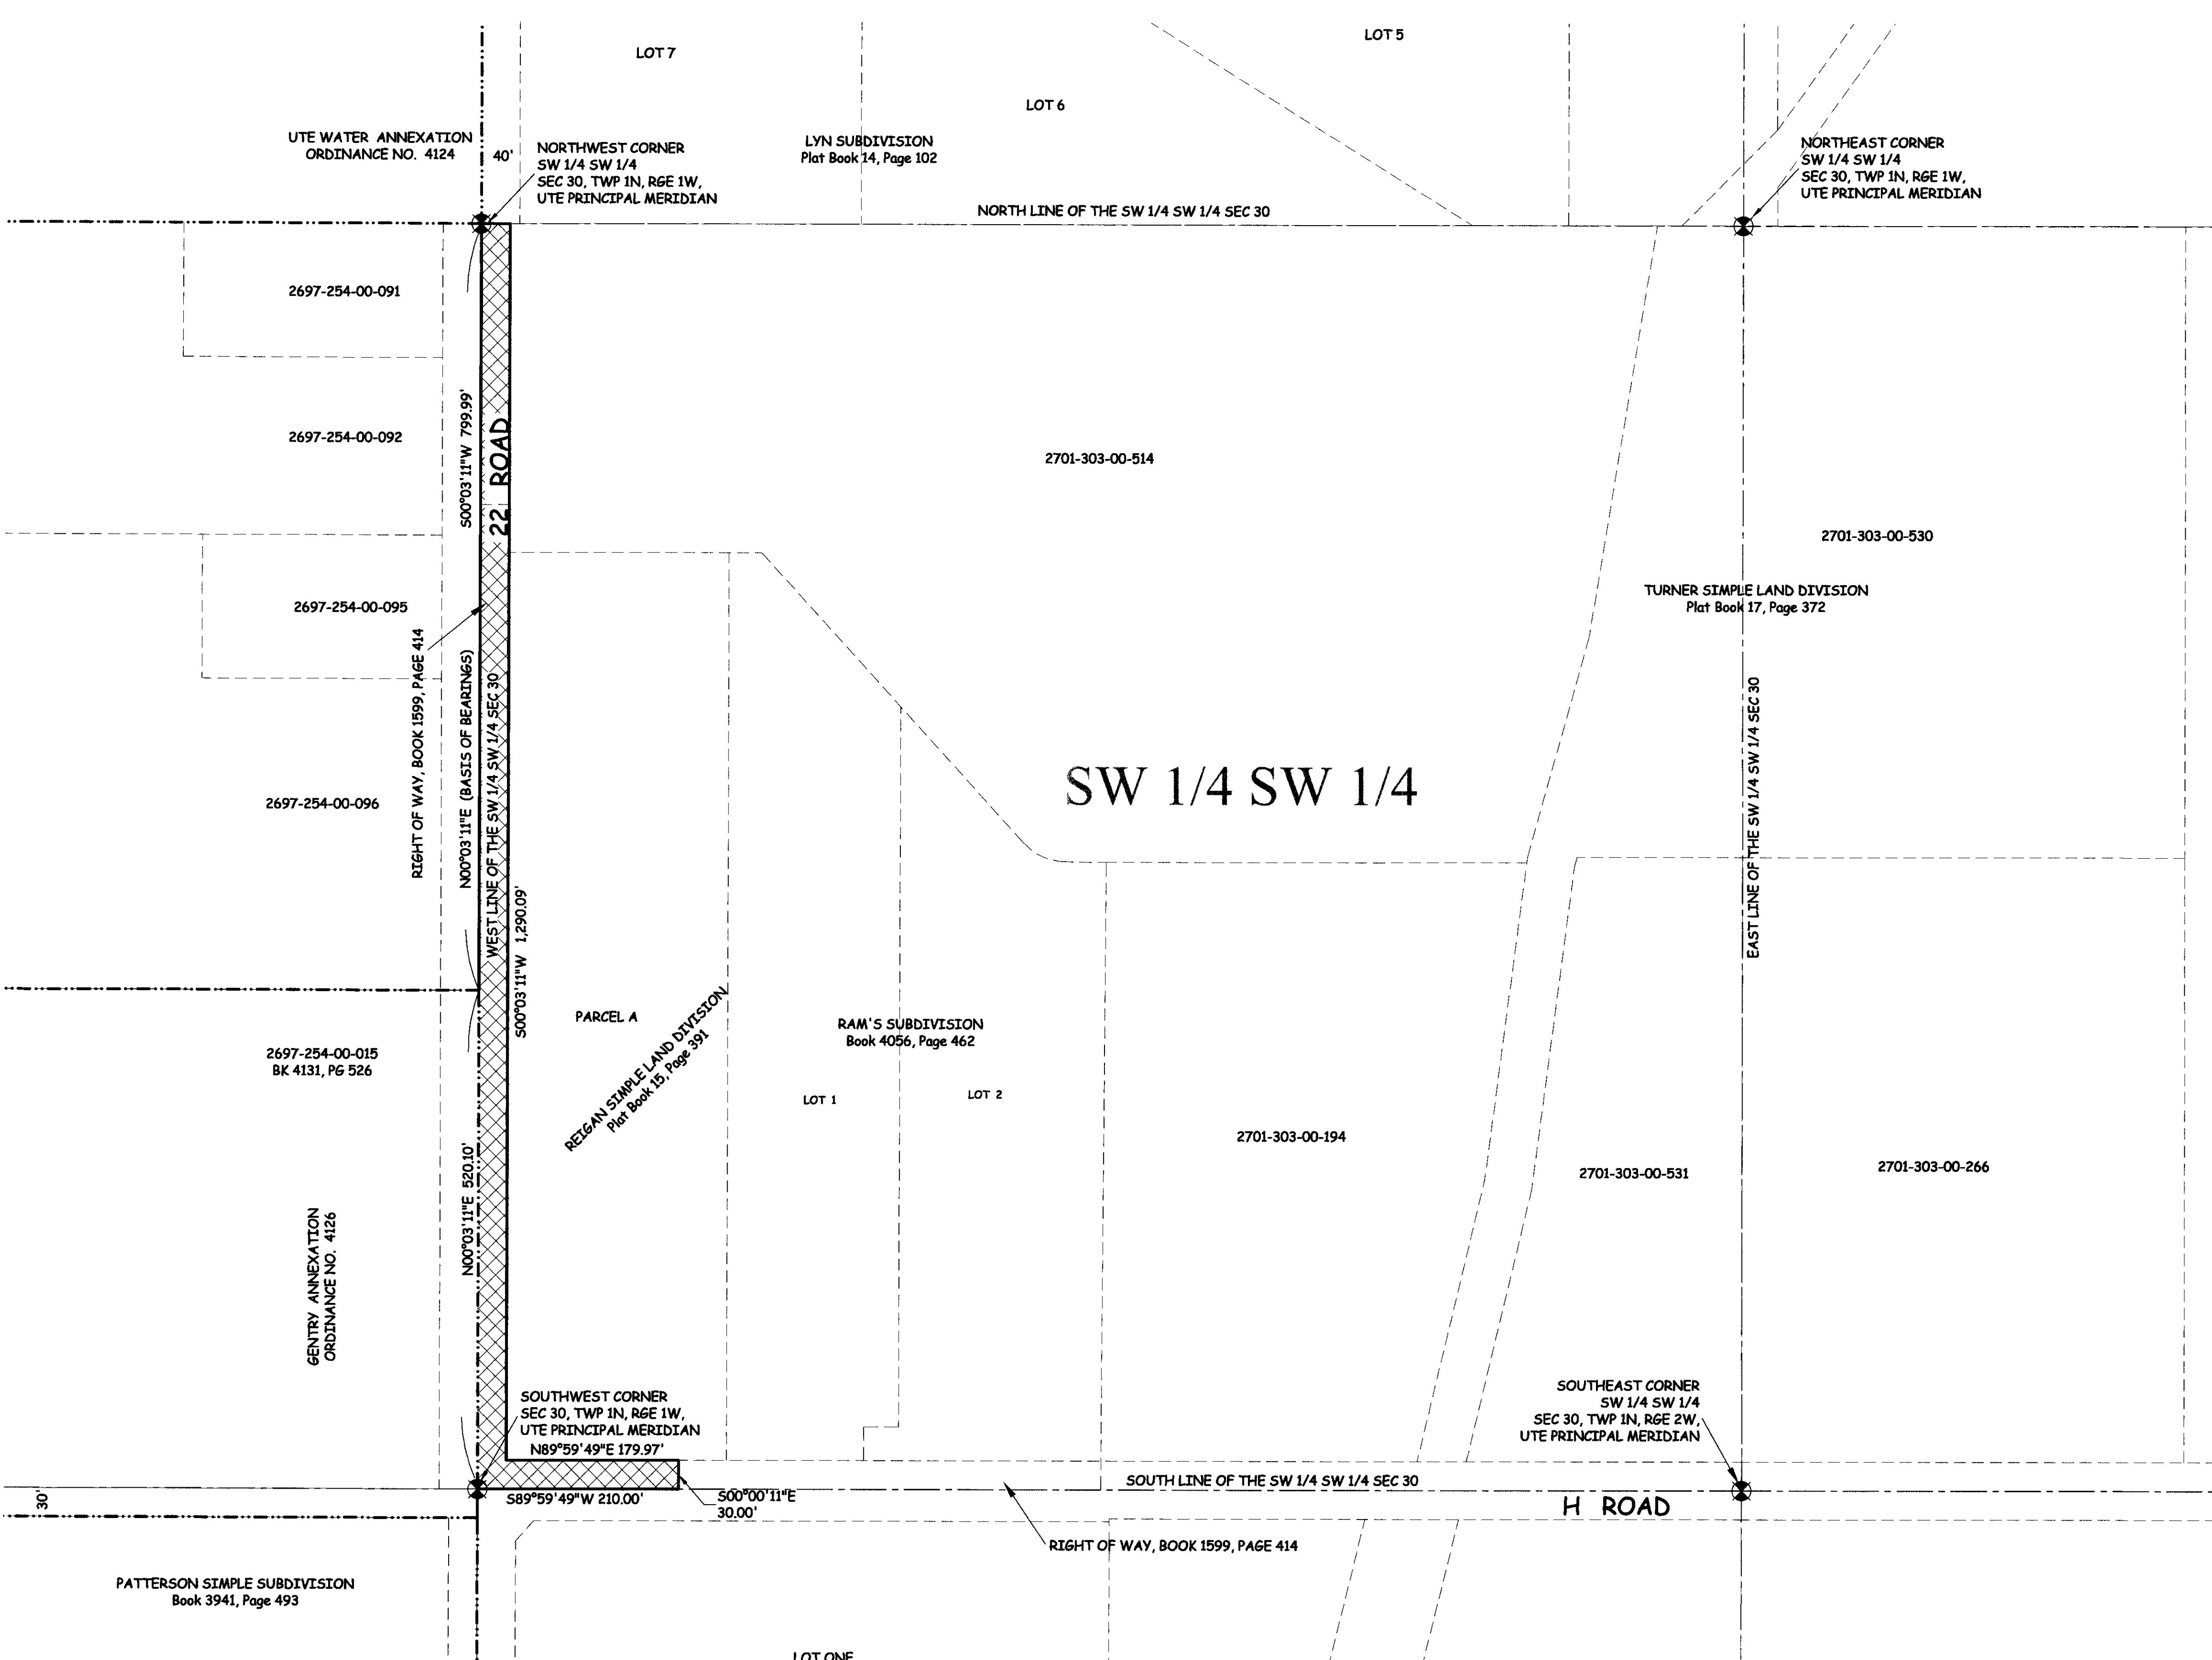 LOT 7
LOT 5
LOT 6
UTE WATER ANNEXATION
ORDINANCE NO. 4124
40'
NORTHWEST CORNER
SW 1/4 SW 1/4
SEC 30, TWP 1N, RGE 1W,
UTE PRINCIPAL MERIDIAN
LYN SUBDIVISION
Plat Book 14, Page 102
NORTHEAST CORNER
SW 1/4 SW 1/4
SEC 30, TWP 1N, RGE 1W,
UTE PRINCIPAL MERIDIAN
NORTH LINE OF THE SW 1/4 SW 1/4 SEC 30
2697-254-00-091
2697-254-00-092
S00°03'11"W 799.99'
22 ROAD
2701-303-00-514
2701-303-00-530
TURNER SIMPLE LAND DIVISION
Plat Book 17, Page 372
2697-254-00-095
RIGHT OF WAY, BOOK 1599, PAGE 414
N00°03'11"E (BASIS OF BEARINGS)
WEST LINE OF THE SW 1/4 SW 1/4 SEC 30
EAST LINE OF THE SW 1/4 SW 1/4 SEC 30
SW 1/4 SW 1/4
2697-254-00-096
S00°03'11"W 1,290.09'
PARCEL A
REIGAN SIMPLE LAND DIVISION
Plat Book 15, Page 391
RAM'S SUBDIVISION
Book 4056, Page 462
2697-254-00-015
BK 4131, PG 526
LOT 1
LOT 2
2701-303-00-194
2701-303-00-531
2701-303-00-266
N00°03'11"E 520.10'
GENTRY ANNEXATION
ORDINANCE NO. 4126
SOUTHWEST CORNER
SEC 30, TWP 1N, RGE 1W,
UTE PRINCIPAL MERIDIAN
N89°59'49"E 179.97'
SOUTHEAST CORNER
SW 1/4 SW 1/4
SEC 30, TWP 1N, RGE 2W,
UTE PRINCIPAL MERIDIAN
SOUTH LINE OF THE SW 1/4 SW 1/4 SEC 30
30'
S89°59'49"W 210.00'
S00°00'11"E
30.00'
H ROAD
RIGHT OF WAY, BOOK 1599, PAGE 414
PATTERSON SIMPLE SUBDIVISION
Book 3941, Page 493
LOT ONE